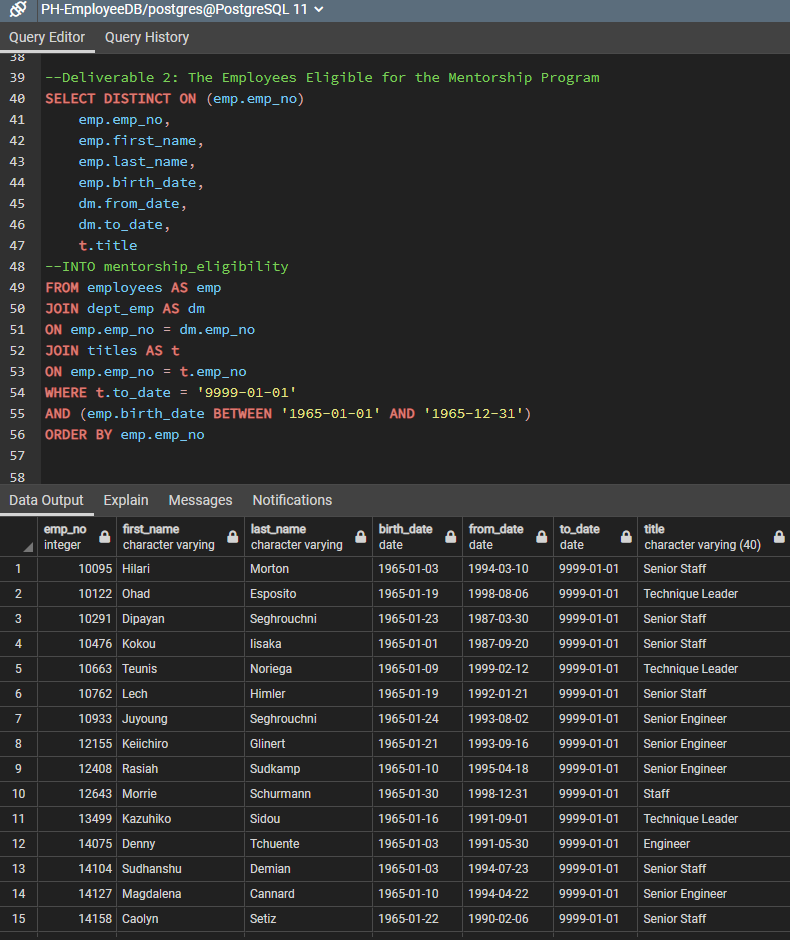 PH-EmployeeDB/postgres@PostgreSQL 11
Query Editor Query History
38
39 --Deliverable 2: The Employees Eligible for the Mentorship Program
40 SELECT DISTINCT ON (emp.emp_no)
41 emp.emp_no,
42 emp.first_name,
43 emp.last_name,
44 emp.birth_date,
45 dm.from_date,
46 dm.to_date,
47 t.title
48 --INTO mentorship_eligibility
49 FROM employees AS emp
50 JOIN dept_emp AS dm
51 ON emp.emp_no = dm.emp_no
52 JOIN titles AS t
53 ON emp.emp_no = t.emp_no
54 WHERE t.to_date = '9999-01-01'
55 AND (emp.birth_date BETWEEN '1965-01-01' AND '1965-12-31')
56 ORDER BY emp.emp_no
57
58
Data Output Explain Messages Notifications
emp_no first_name last_name birth_date from_date to_date title
integer character varying character varying date date date character varying (40)
1 10095 Hilari Morton 1965-01-03 1994-03-10 9999-01-01 Senior Staff
2 10122 Ohad Esposito 1965-01-19 1998-08-06 9999-01-01 Technique Leader
3 10291 Dipayan Seghrouchni 1965-01-23 1987-03-30 9999-01-01 Senior Staff
4 10476 Kokou Iisaka 1965-01-01 1987-09-30 9999-01-01 Senior Staff
5 10663 Teunis Noriega 1965-01-09 1999-02-12 9999-01-01 Technique Leader
6 10762 Lech Himler 1965-01-19 1992-01-21 9999-01-01 Senior Staff
7 10933 Juyoung Seghrouchni 1965-01-24 1993-08-02 9999-01-01 Senior Engineer
8 12155 Keiichiro Glinert 1965-01-21 1993-09-16 9999-01-01 Senior Engineer
9 12408 Rasiah Sudkamp 1965-01-10 1995-04-18 9999-01-01 Senior Engineer
10 12643 Morrie Schurmann 1965-01-30 1998-12-31 9999-01-01 Staff
11 13499 Kazuhiko Sidou 1965-01-16 1991-09-01 9999-01-01 Technique Leader
12 14075 Denny Tchuente 1965-01-03 1991-05-30 9999-01-01 Engineer
13 14104 Sudhanshu Demian 1965-01-03 1994-07-23 9999-01-01 Senior Staff
14 14127 Magdalena Cannard 1965-01-10 1994-04-22 9999-01-01 Senior Engineer
15 14158 Caolyn Setiz 1965-01-22 1990-02-06 9999-01-01 Senior Staff